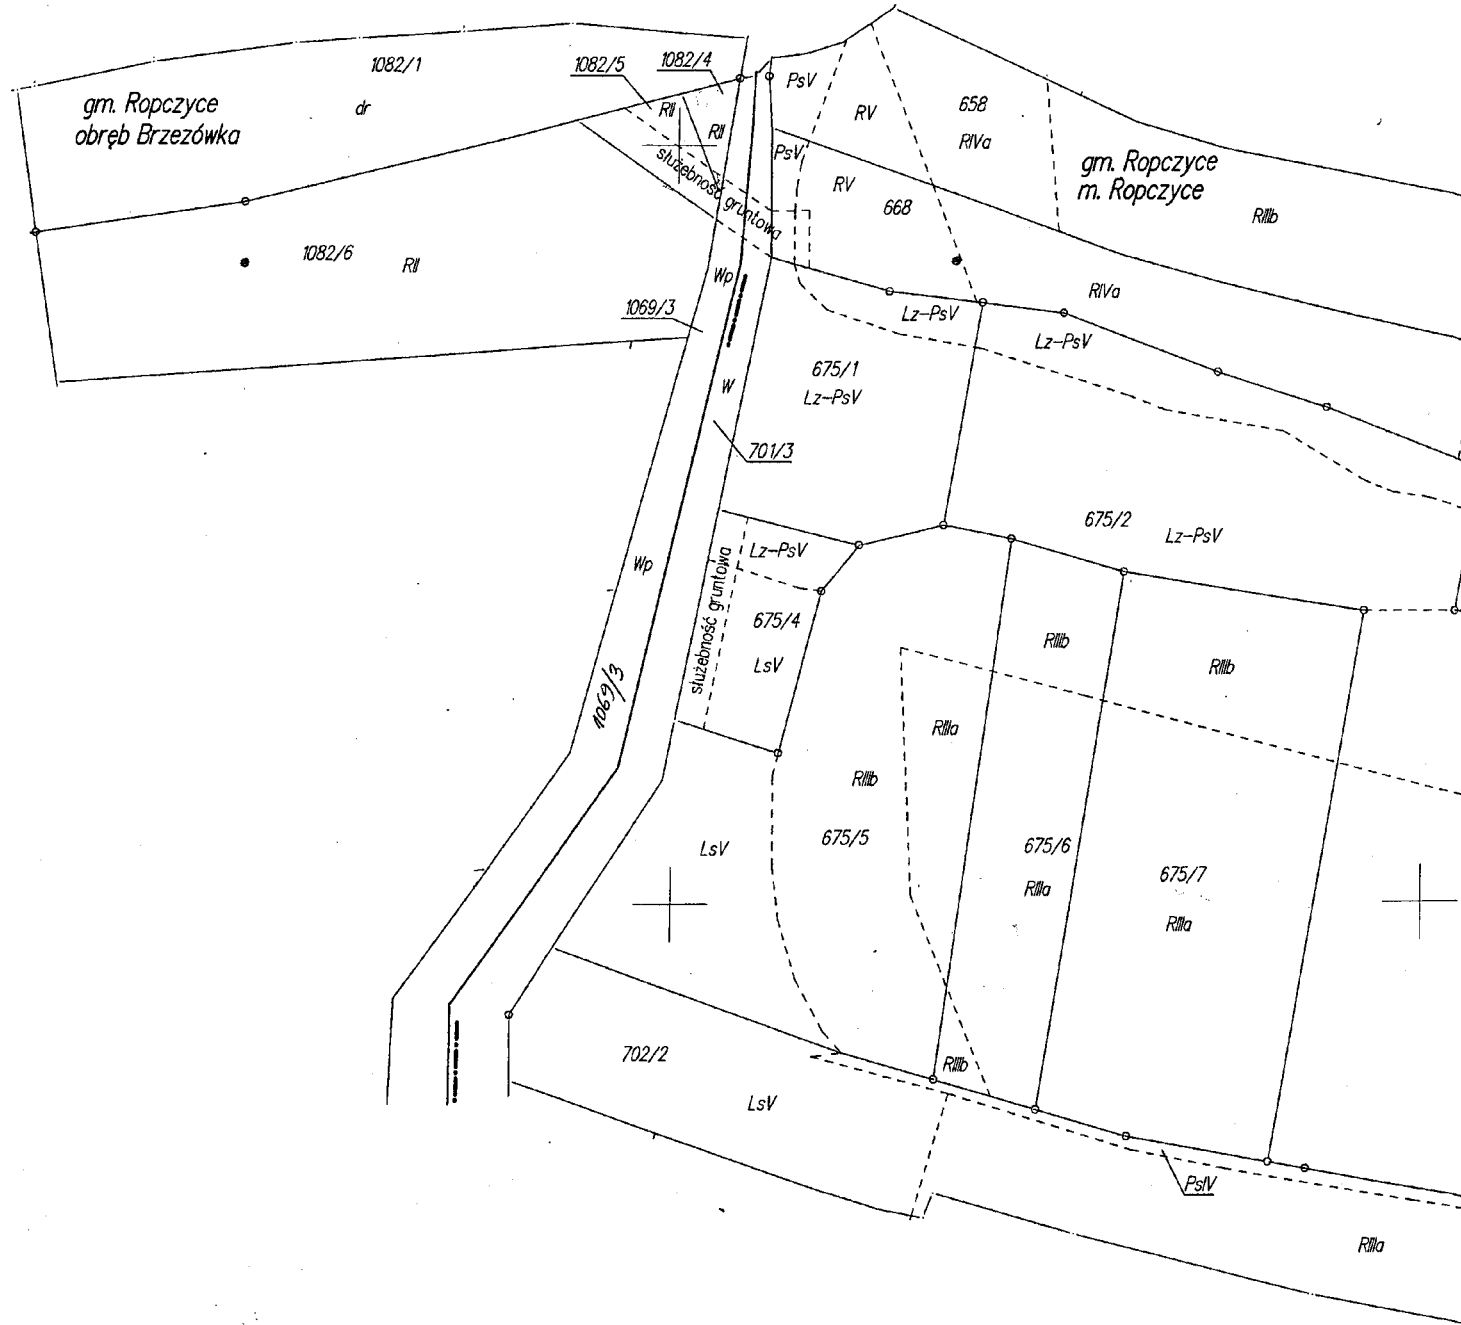 1082/1
1082/5
1082/4
gm. Ropczyce
obręb Brzezówka
dr
RII
RII
służebność gruntowa
1082/6
RII
1069/3
Wp
W
701/3
PsV
RV
658
RIVa
PsV
RV
668
gm. Ropczyce
m. Ropczyce
RIIIb
RIVa
Lz-PsV
Lz-PsV
675/1
Lz-PsV
675/2
Lz-PsV
Wp
służebność gruntowa
Lz-PsV
675/4
LsV
1069/3
RIIIb
RIIIb
RIIIa
RIIIb
675/5
LsV
675/6
RIIIa
675/7
RIIIa
702/2
LsV
RIIIb
PsIV
RIIIa